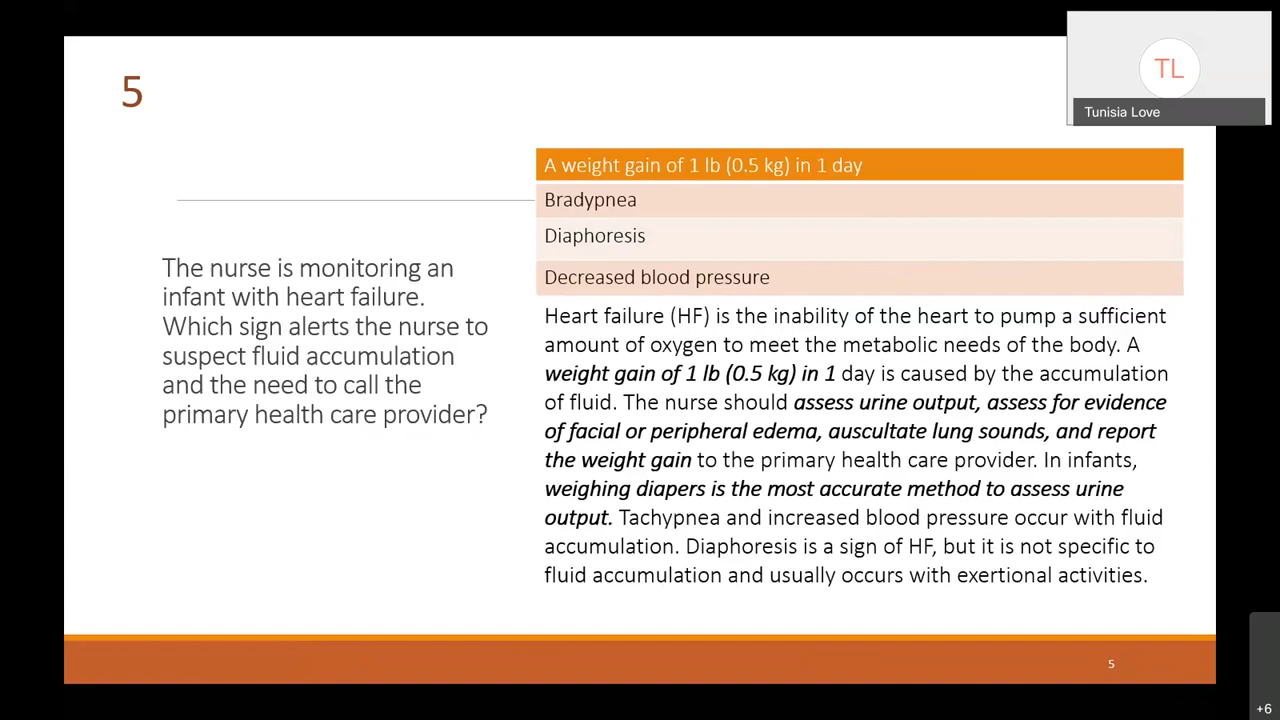 5
TL
Tunisia Love
The nurse is monitoring an
infant with heart failure.
Which sign alerts the nurse to
suspect fluid accumulation
and the need to call the
primary health care provider?
A weight gain of 1 lb (0.5 kg) in 1 day
Bradypnea
Diaphoresis
Decreased blood pressure
Heart failure (HF) is the inability of the heart to pump a sufficient
amount of oxygen to meet the metabolic needs of the body. A
weight gain of 1 lb (0.5 kg) in 1 day is caused by the accumulation
of fluid. The nurse should assess urine output, assess for evidence
of facial or peripheral edema, auscultate lung sounds, and report
the weight gain to the primary health care provider. In infants,
weighing diapers is the most accurate method to assess urine
output. Tachypnea and increased blood pressure occur with fluid
accumulation. Diaphoresis is a sign of HF, but it is not specific to
fluid accumulation and usually occurs with exertional activities.
5
+6